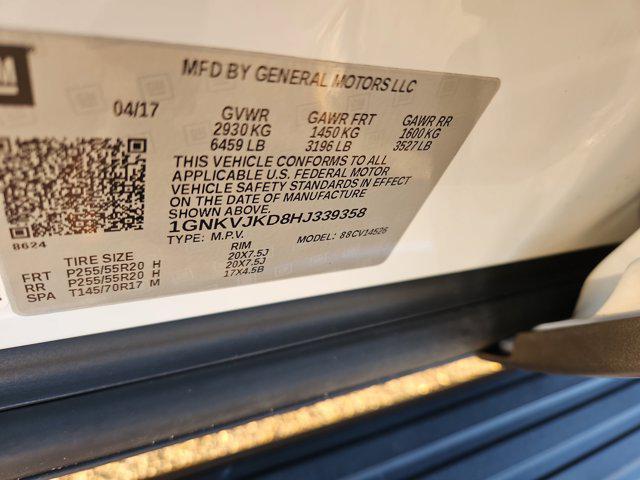 GM
MFD BY GENERAL MOTORS LLC
04/17 GVWR GAWR FRT GAWR RR
2930 KG 1450 KG 1600 KG
6459 LB 3196 LB 3527 LB
THIS VEHICLE CONFORMS TO ALL
APPLICABLE U.S. FEDERAL MOTOR
VEHICLE SAFETY STANDARDS IN EFFECT
ON THE DATE OF MANUFACTURE
SHOWN ABOVE.
1GNKVJKD8HJ339358
8624 TYPE: M.P.V. MODEL: 88CV14526
TIRE SIZE RIM
FRT P255/55R20 H 20X7.5J
RR P255/55R20 H 20X7.5J
SPA T145/70R17 M 17X4.5B